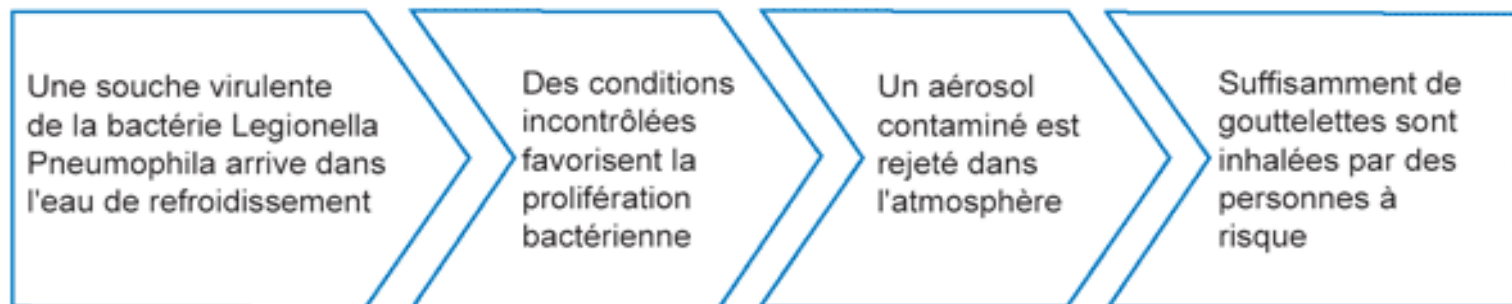 Une souche virulente
de la bactérie Legionella
Pneumophila arrive dans
l'eau de refroidissement
Des conditions
incontrôlées
favorisent la
prolifération
bactérienne
Un aérosol
contaminé est
rejeté dans
l'atmosphère
Suffisamment de
gouttelettes sont
inhalées par des
personnes à
risque